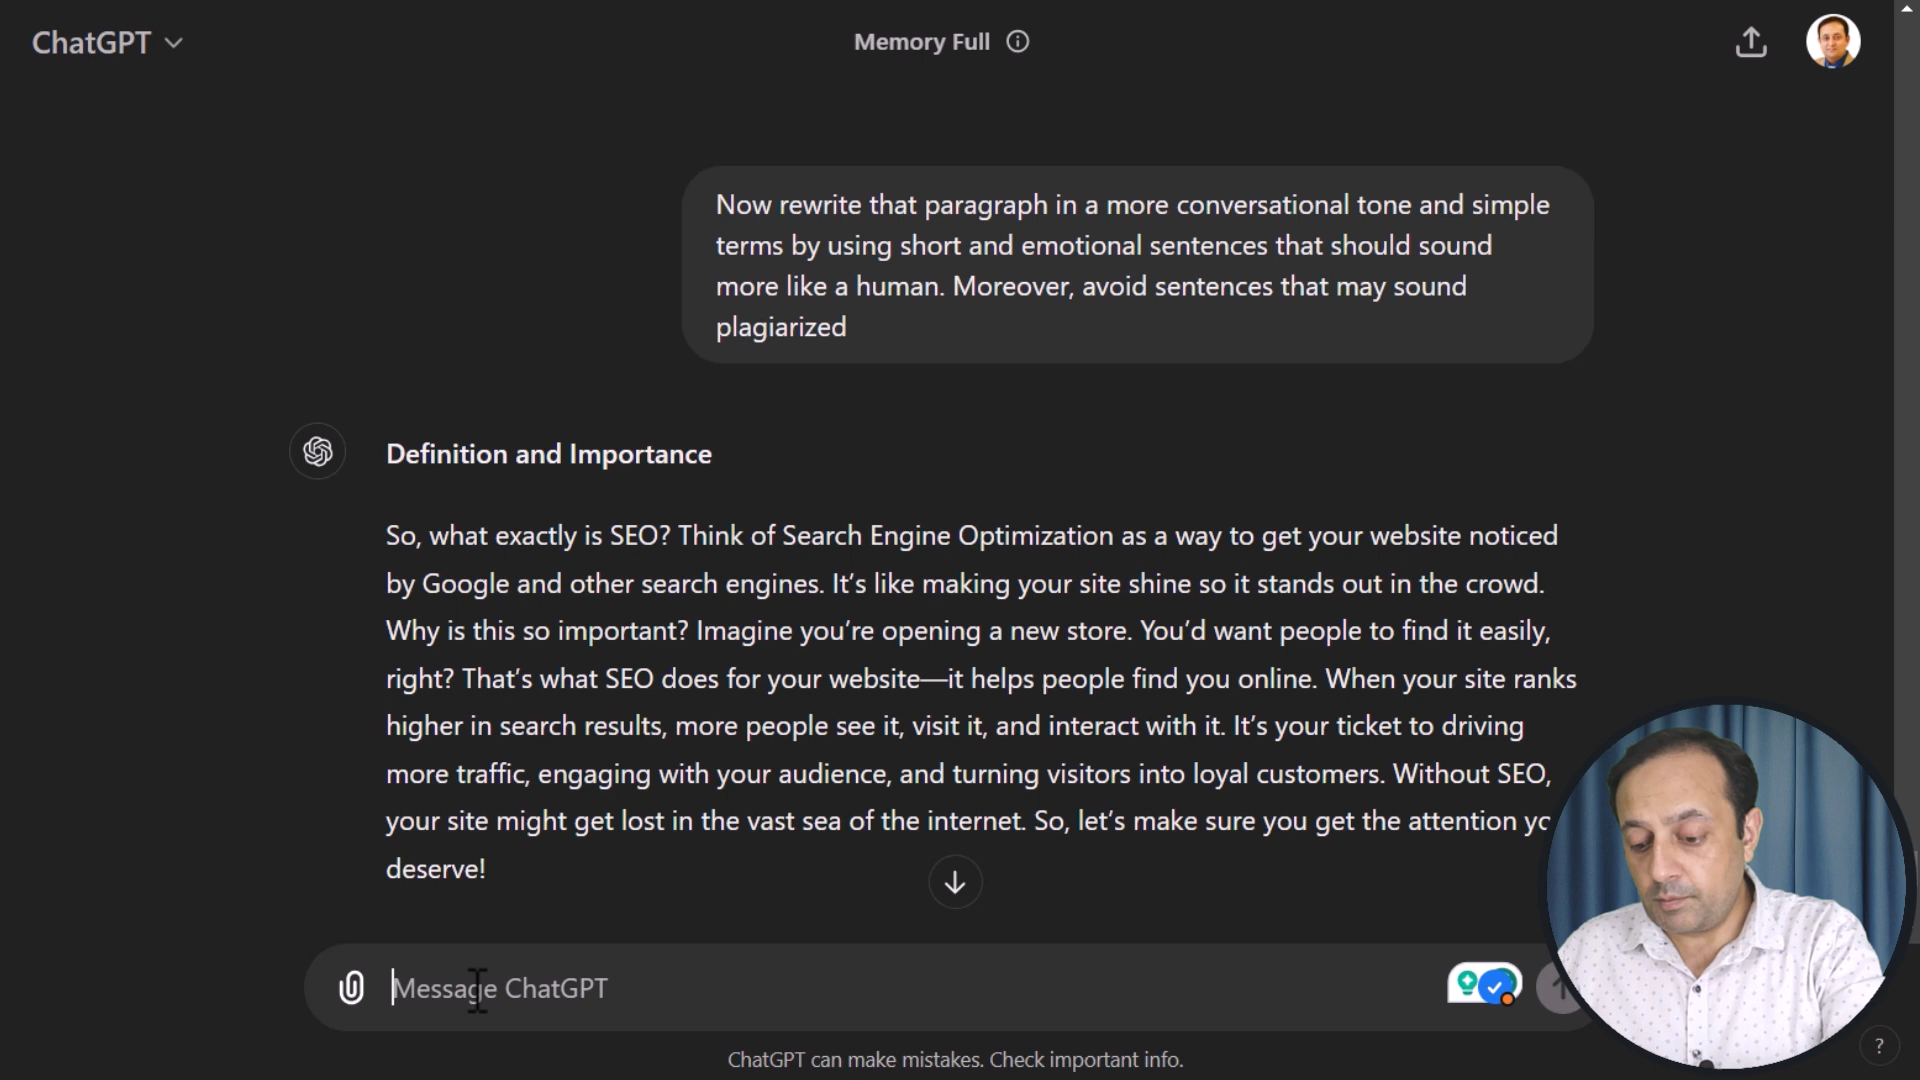 ChatGPT
Memory Full
Now rewrite that paragraph in a more conversational tone and simple
terms by using short and emotional sentences that should sound
more like a human. Moreover, avoid sentences that may sound
plagiarized
Definition and Importance
So, what exactly is SEO? Think of Search Engine Optimization as a way to get your website noticed
by Google and other search engines. It’s like making your site shine so it stands out in the crowd.
Why is this so important? Imagine you’re opening a new store. You’d want people to find it easily,
right? That’s what SEO does for your website—it helps people find you online. When your site ranks
higher in search results, more people see it, visit it, and interact with it. It’s your ticket to driving
more traffic, engaging with your audience, and turning visitors into loyal customers. Without SEO,
your site might get lost in the vast sea of the internet. So, let’s make sure you get the attention
deserve!
Message ChatGPT
ChatGPT can make mistakes. Check important info.
?